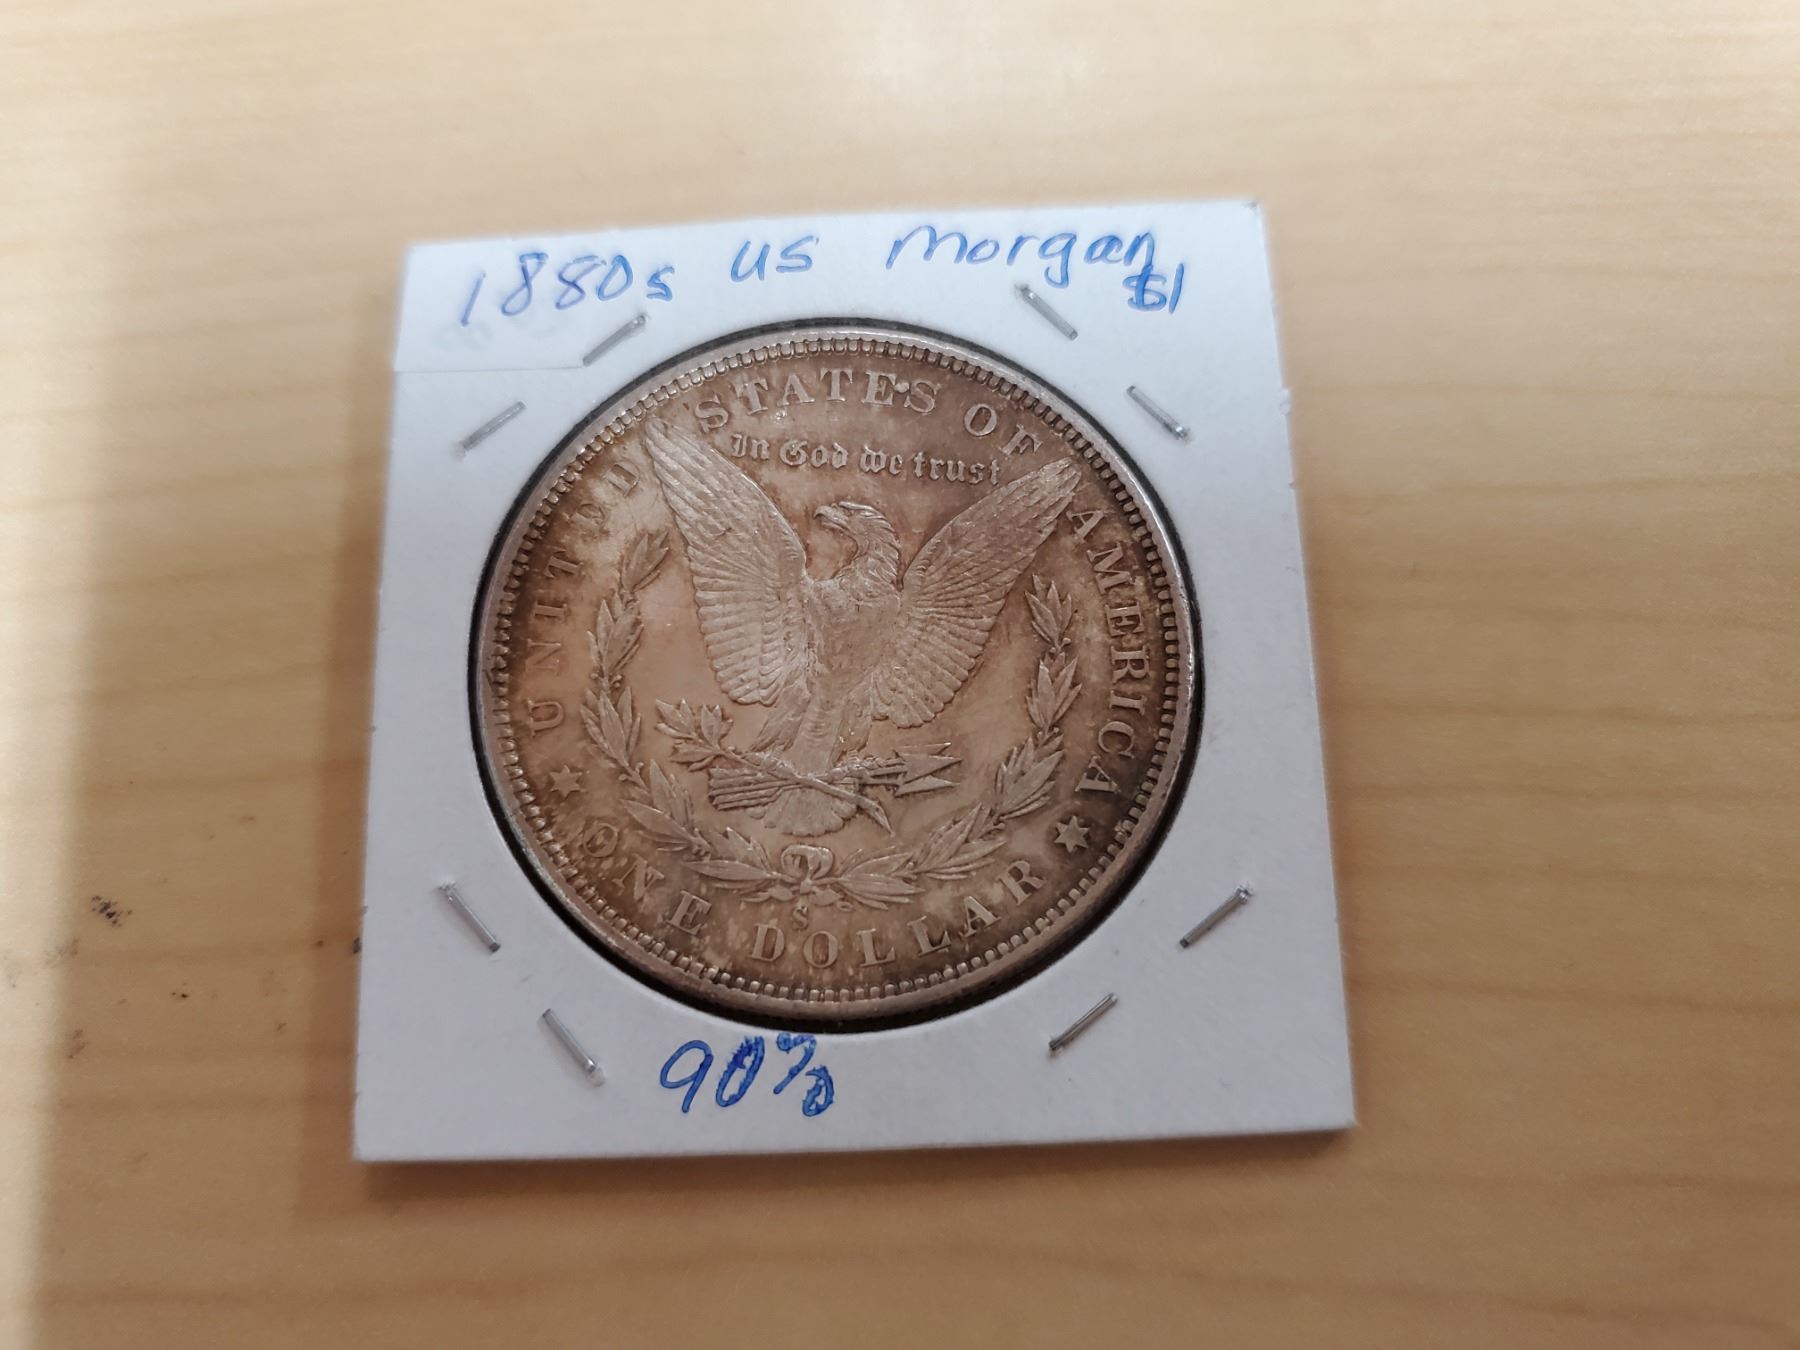 1880s us morgan
$1
UNITED STATES OF AMERICA
In God we trust
S
ONE DOLLAR
90%